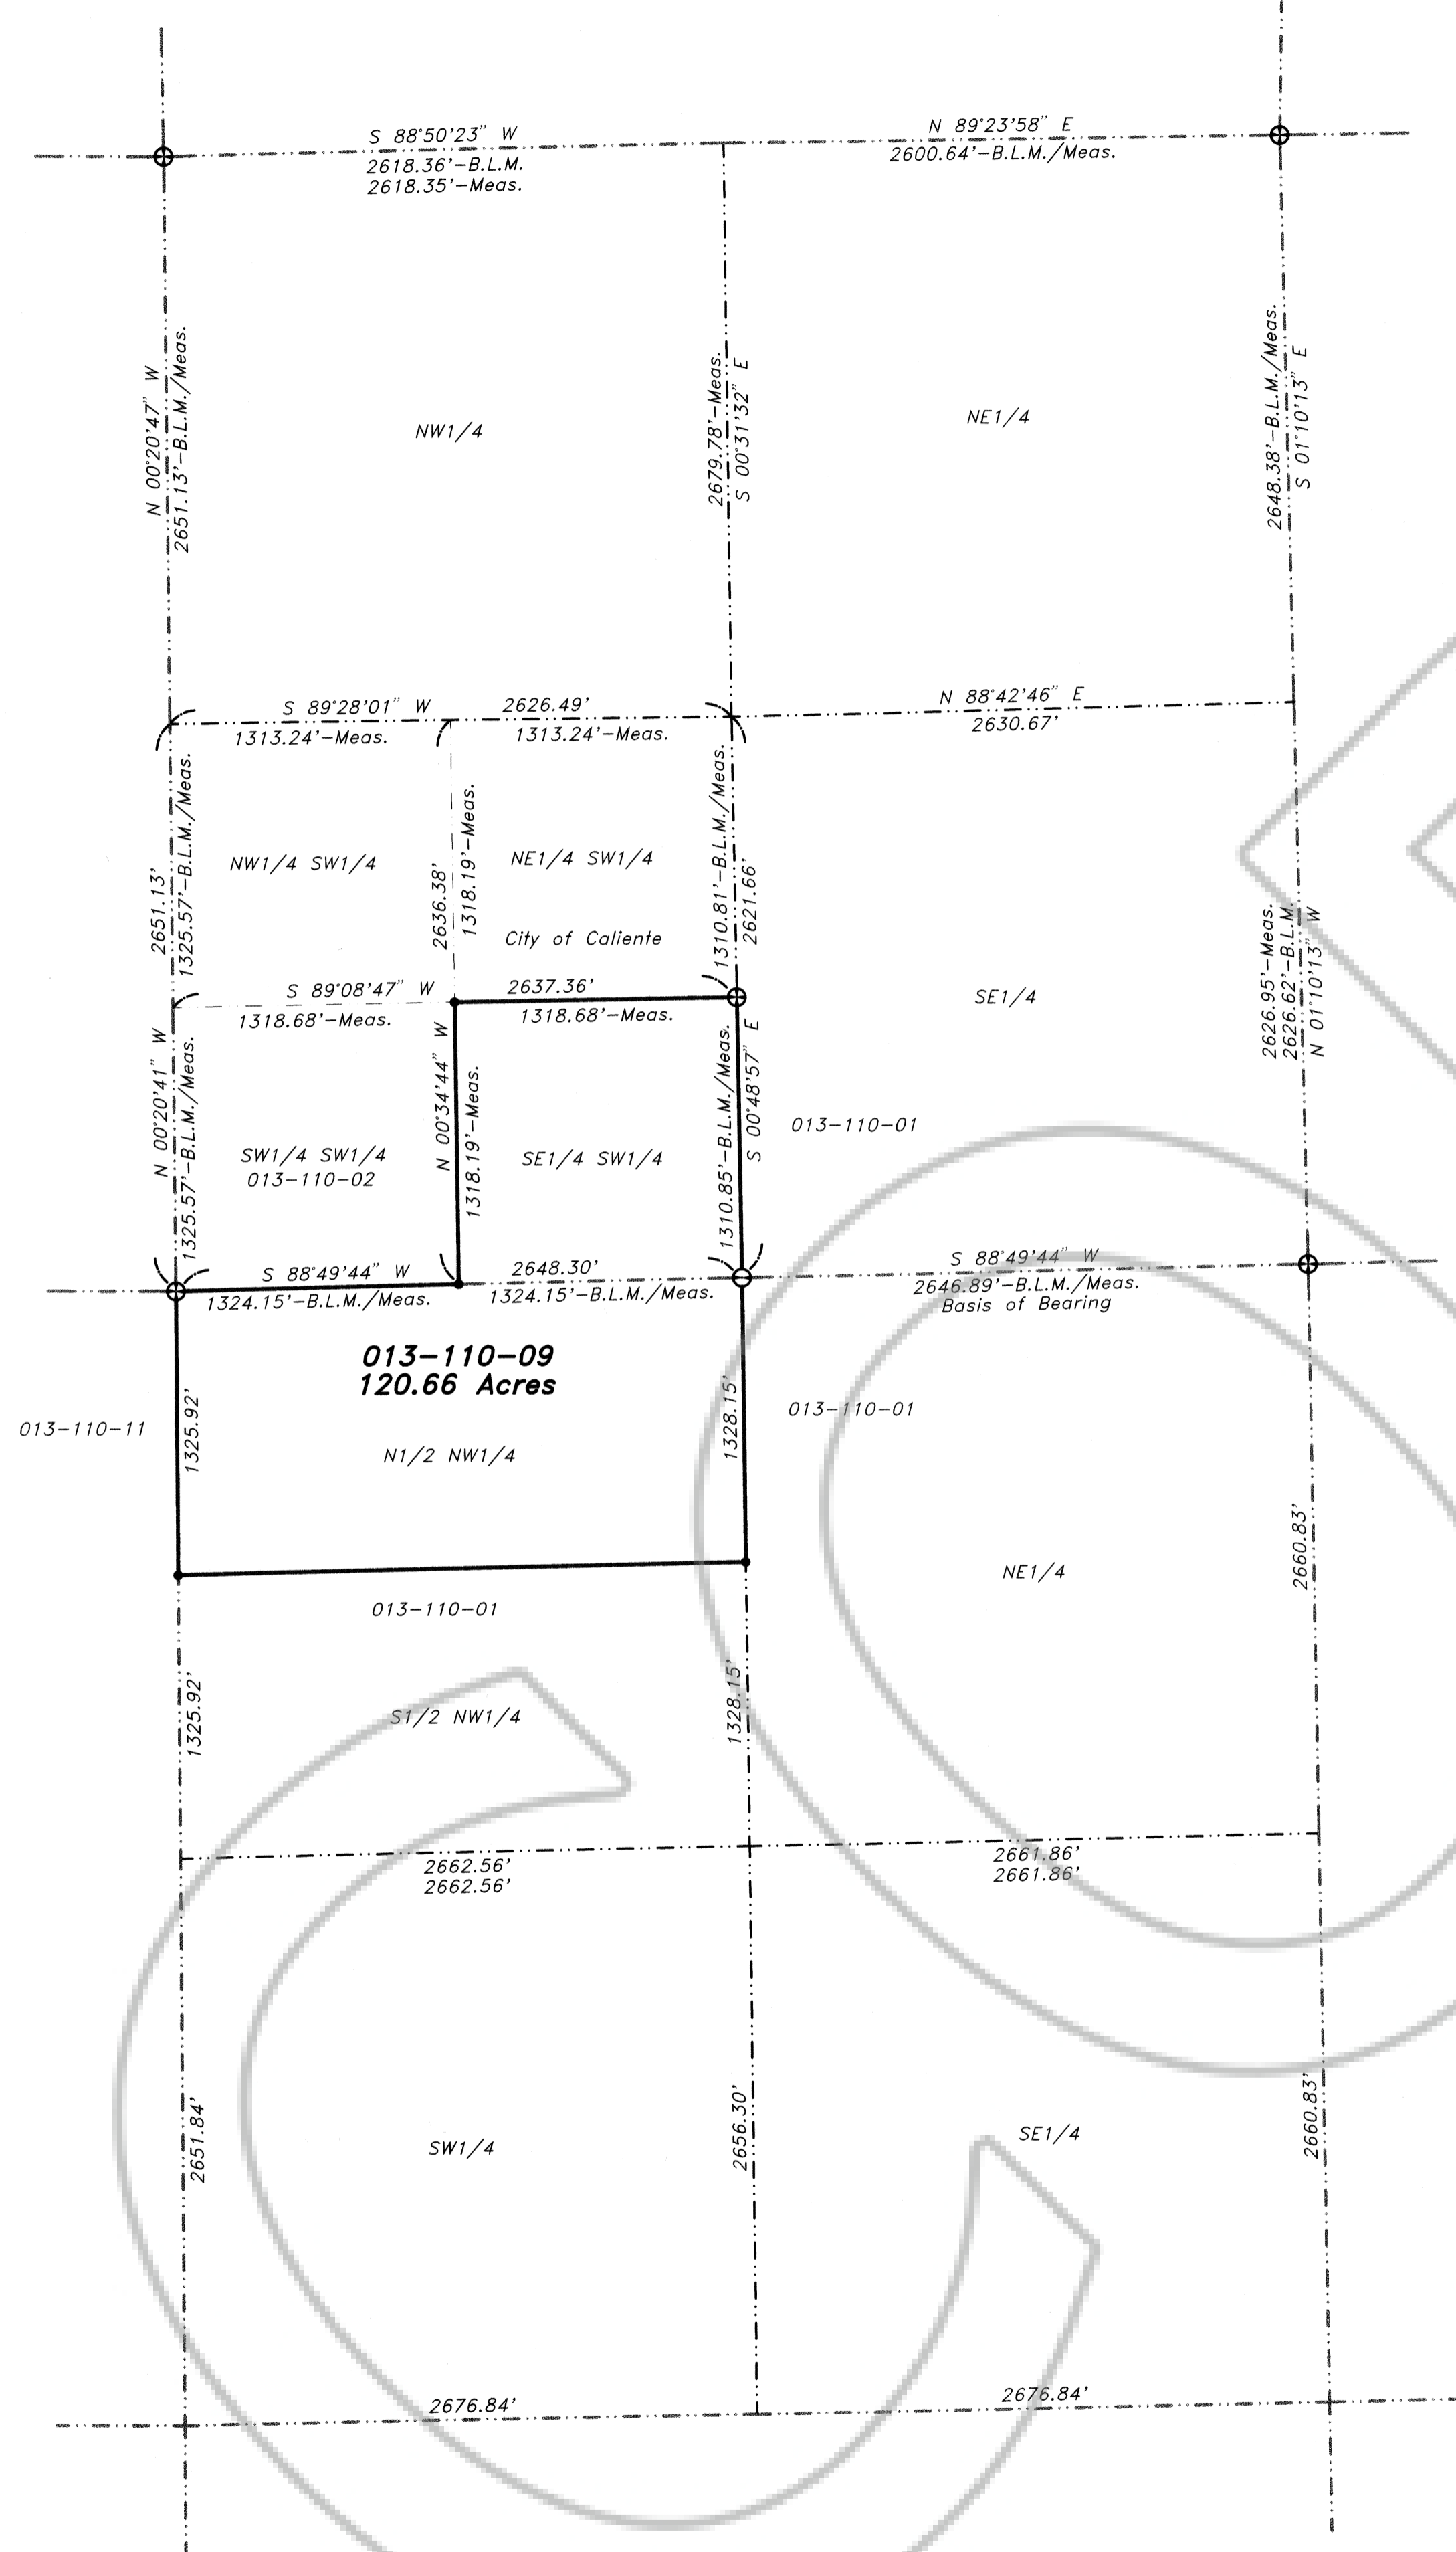 S 88°50'23" W
2618.36'-B.L.M.
2618.35'-Meas.
N 89°23'58" E
2600.64'-B.L.M./Meas.
N 00°20'47" W
2651.13'-B.L.M./Meas.
NW1/4
2679.78'-Meas.
S 00°31'32" E
NE1/4
2648.38'-B.L.M./Meas.
S 01°10'13" E
S 89°28'01" W
2626.49'
1313.24'-Meas.
1313.24'-Meas.
N 88°42'46" E
2630.67'
2651.13'
1325.57'-B.L.M./Meas.
NW1/4 SW1/4
2636.38'
1318.19'-Meas.
NE1/4 SW1/4
City of Caliente
1310.81'-B.L.M./Meas.
2621.66'
SE1/4
2626.95'-Meas.
2626.62'-B.L.M.
N 01°10'13" W
S 89°08'47" W
2637.36'
1318.68'-Meas.
1318.68'-Meas.
N 00°20'41" W
1325.57'-B.L.M./Meas.
SW1/4 SW1/4
013-110-02
N 00°34'44" W
1318.19'-Meas.
SE1/4 SW1/4
1310.85'-B.L.M./Meas.
S 00°48'57" E
013-110-01
S 88°49'44" W
2648.30'
1324.15'-B.L.M./Meas.
1324.15'-B.L.M./Meas.
S 88°49'44" W
2646.89'-B.L.M./Meas.
Basis of Bearing
013-110-09
120.66 Acres
013-110-11
1325.92'
N1/2 NW1/4
1328.15'
013-110-01
NE1/4
2660.83'
013-110-01
1325.92'
S1/2 NW1/4
1328.15'
2662.56'
2662.56'
2661.86'
2661.86'
2651.84'
SW1/4
2656.30'
SE1/4
2660.83'
2676.84'
2676.84'